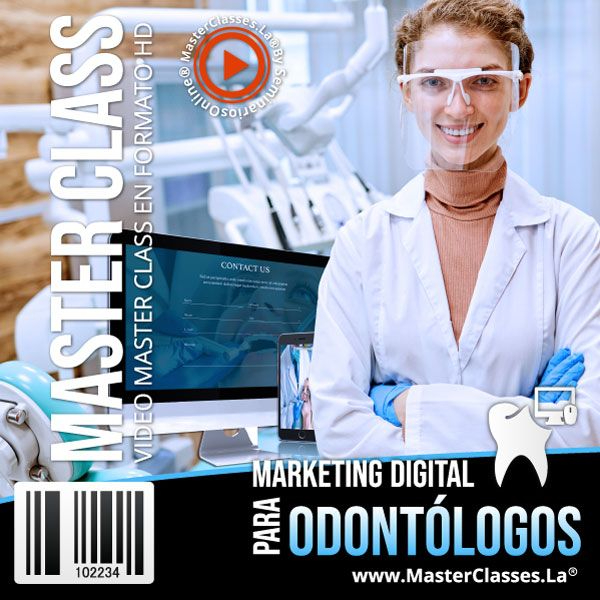 MASTER CLASS
VIDEO MASTER CLASS EN FORMATO HD
MasterClasses.La® By SeminariosOnline®
CONTACT US
MARKETING DIGITAL
PARA
ODONTÓLOGOS
102234
www.MasterClasses.La®